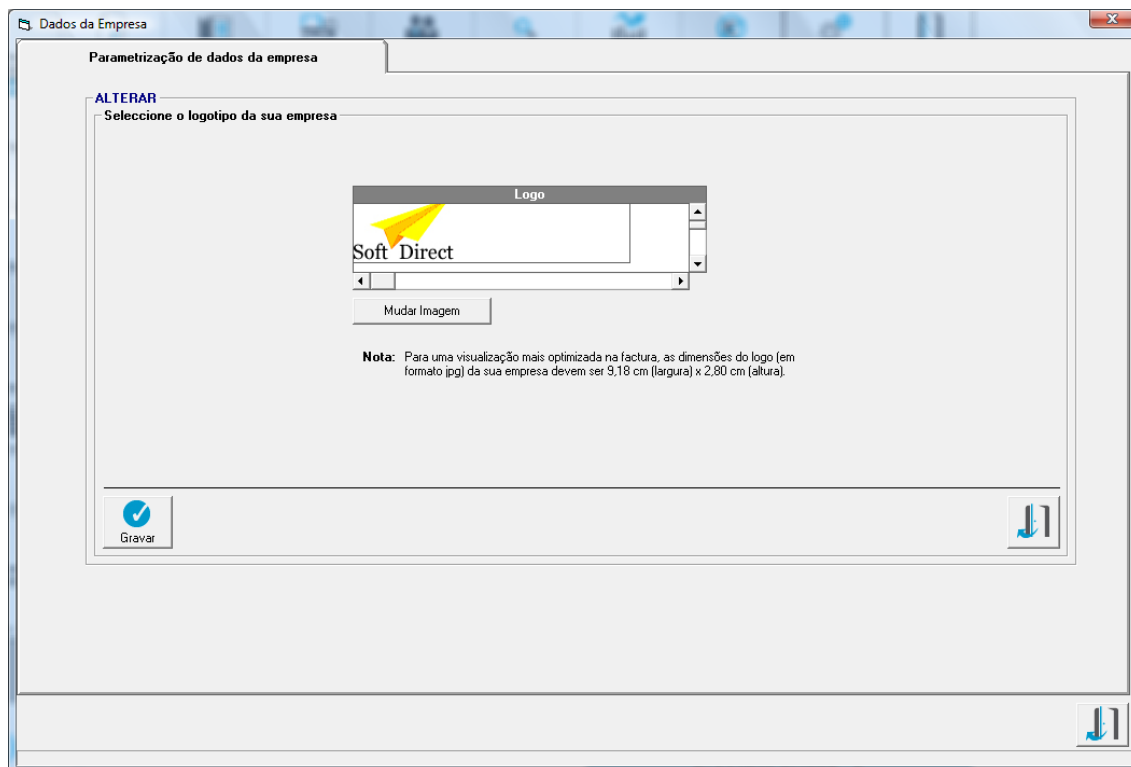 Dados da Empresa
Parametrização de dados da empresa
ALTERAR
Seleccione o logotipo da sua empresa
Logo
Soft Direct
Mudar Imagem
Nota: Para uma visualização mais optimizada na factura, as dimensões do logo (em
formato jpg) da sua empresa devem ser 9,18 cm (largura) x 2,80 cm (altura).
Gravar